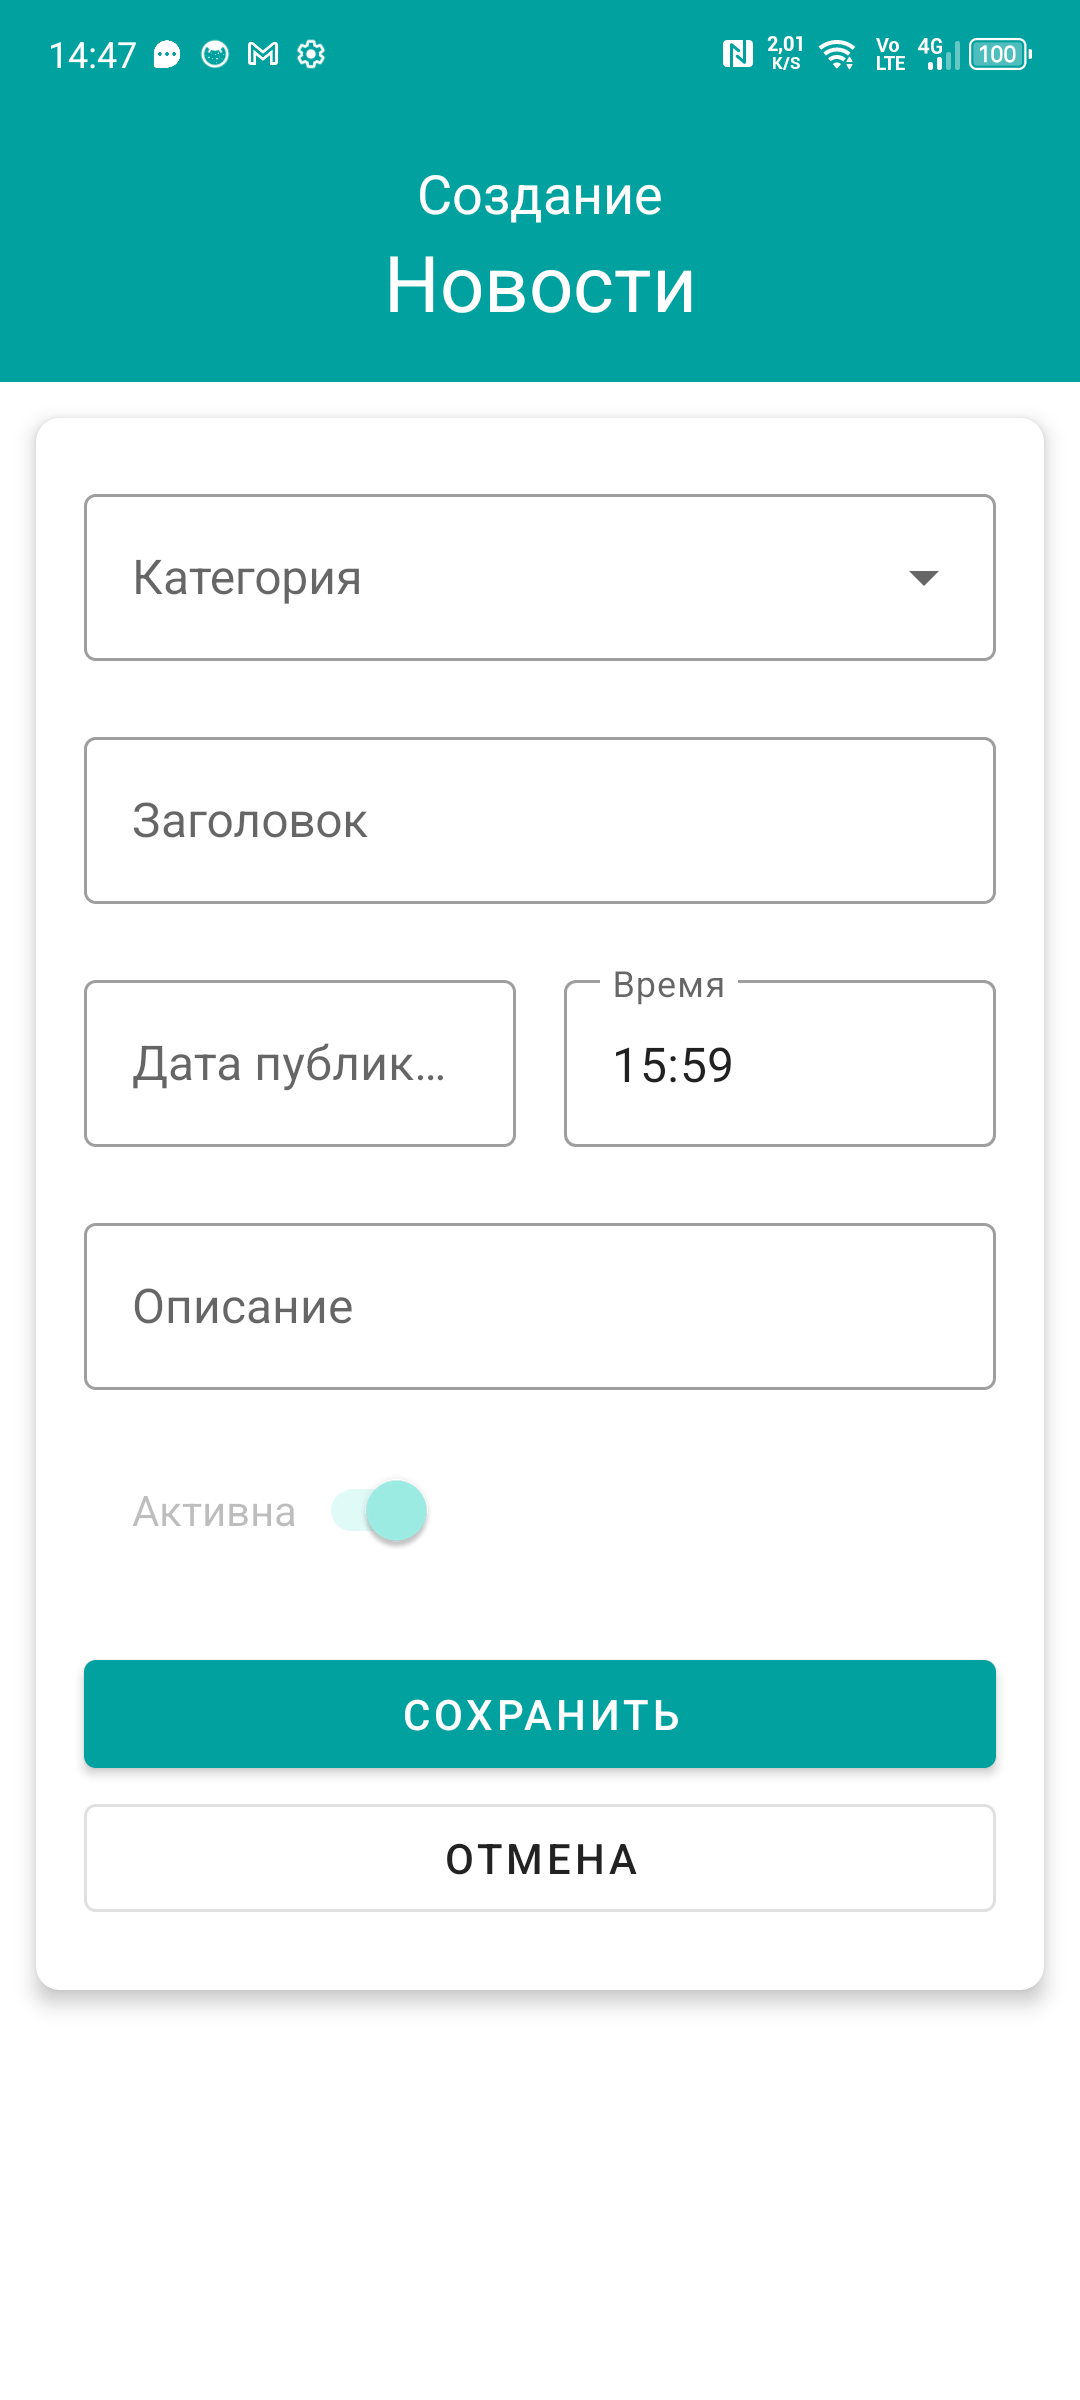 14:47 2,01 K/S Vo LTE 4G 100
Создание
Новости
Категория
Заголовок
Время
Дата публик... 15:59
Описание
Активна
СОХРАНИТЬ
ОТМЕНА